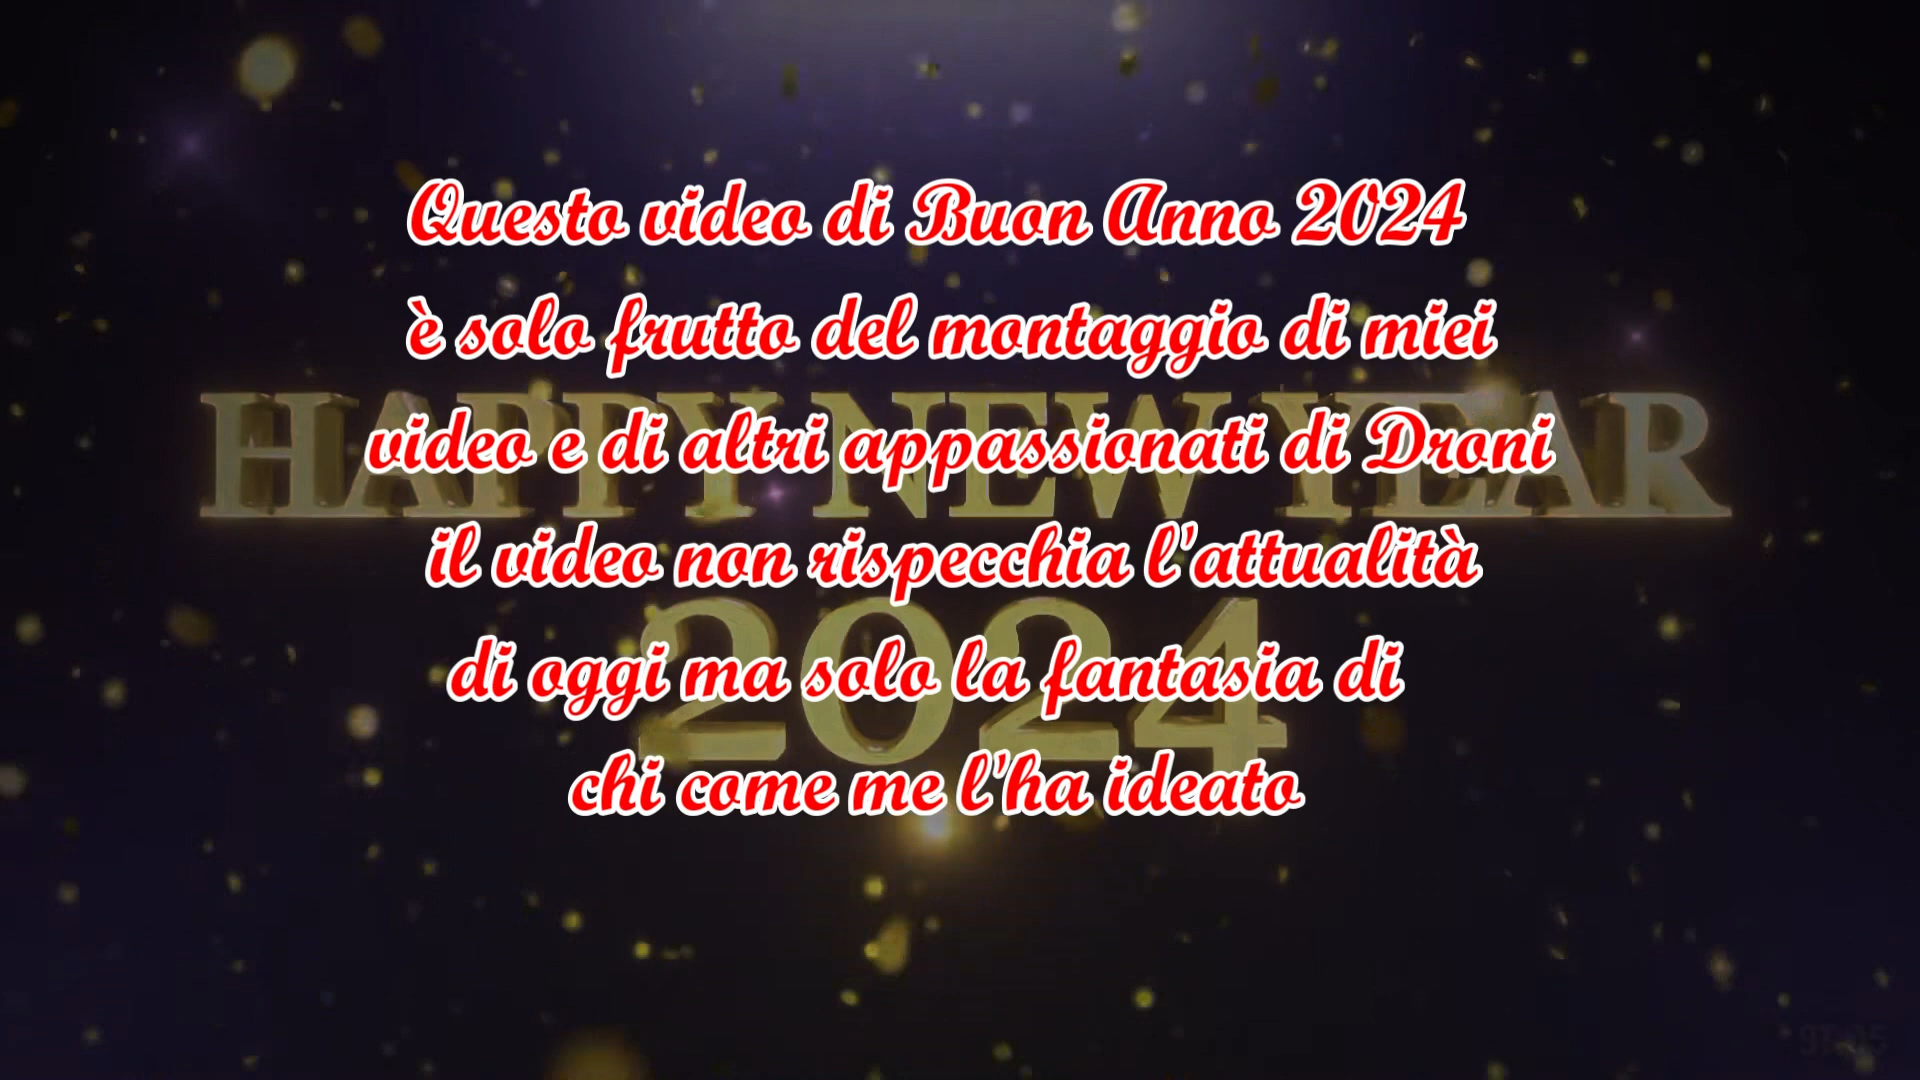 Questo video di Buon Anno 2024
è solo frutto del montaggio di miei
HAPPY NEW YEAR
video e di altri appassionati di Droni
il video non rispecchia l'attualità
2024
di oggi ma solo la fantasia di
chi come me l'ha ideato